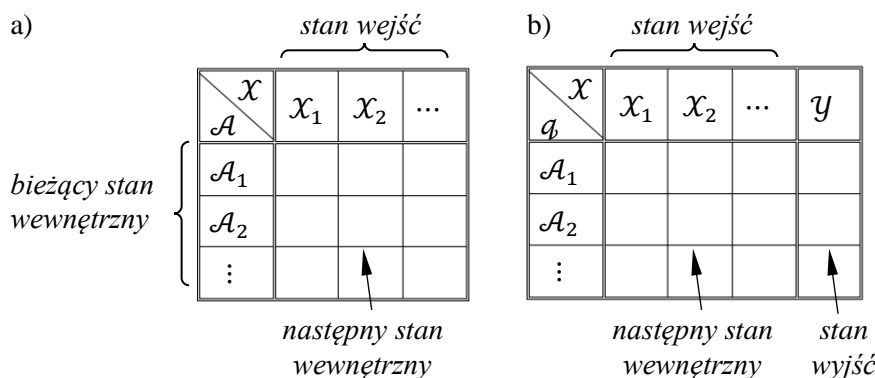 a)
stan wejść
𝒳
𝒜
𝒳₁ 𝒳₂ ⋯
bieżący stan
wewnętrzny
𝒜₁
𝒜₂
⋮
następny stan
wewnętrzny
b)
stan wejść
𝒳
𝓆
𝒳₁ 𝒳₂ ⋯ 𝒴
𝒜₁
𝒜₂
⋮
następny stan
wewnętrzny
stan
wyjść